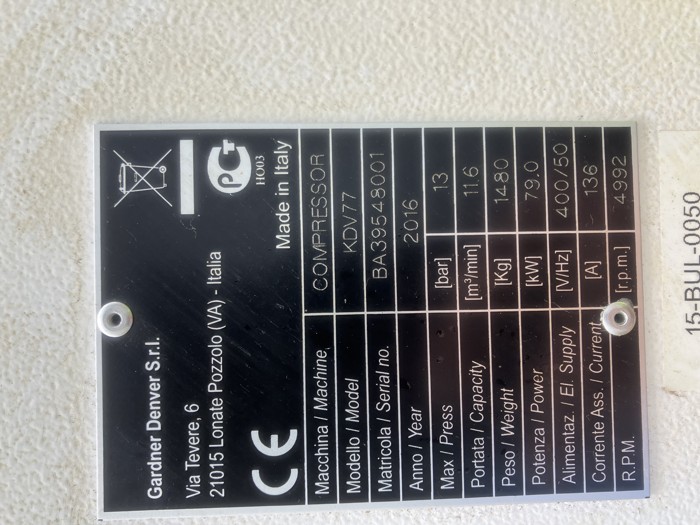 Gardner Denver S.r.l.
Via Tevere, 6
21015 Lonate Pozzolo (VA) - Italia
PCT
HO03
CE
Made in Italy
Macchina / Machine COMPRESSOR
Modello / Model KDV77
Matricola / Serial no. BA39548001
Anno / Year 2016
Max / Press [bar] 13
Portata / Capacity [m³/min] 11.6
Peso / Weight [Kg] 1480
Potenza / Power [kW] 79.0
Alimentaz. / El. Supply [V/Hz] 400/50
Corrente Ass. / Current [A] 136
R.P.M. [r.p.m.] 4992
15-BUL-0050